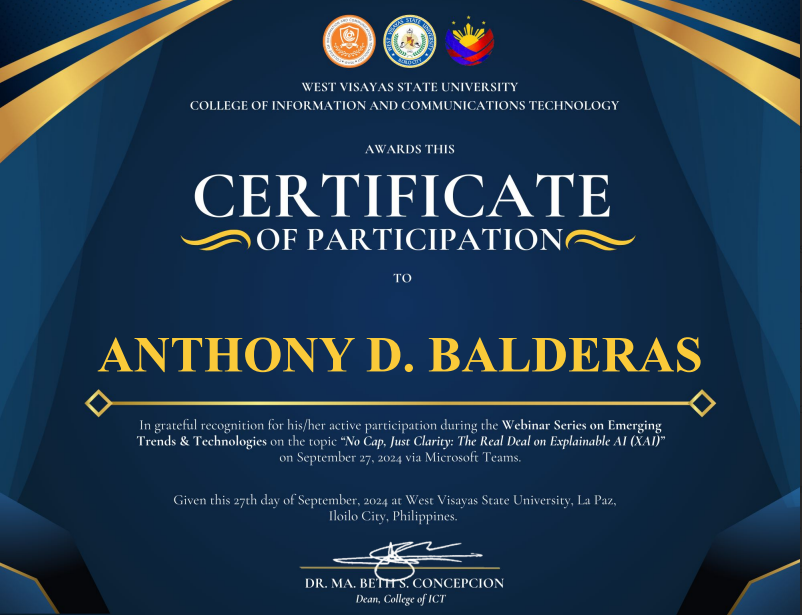 WEST VISAYAS STATE UNIVERSITY
COLLEGE OF INFORMATION AND COMMUNICATIONS TECHNOLOGY
AWARDS THIS
CERTIFICATE
OF PARTICIPATION
TO
ANTHONY D. BALDERAS
In grateful recognition for his/her active participation during the Webinar Series on Emerging
Trends & Technologies on the topic “No Cap, Just Clarity: The Real Deal on Explainable AI (XAI)”
on September 27, 2024 via Microsoft Teams.
Given this 27th day of September, 2024 at West Visayas State University, La Paz,
Iloilo City, Philippines.
DR. MA. BETH S. CONCEPCION
Dean, College of ICT